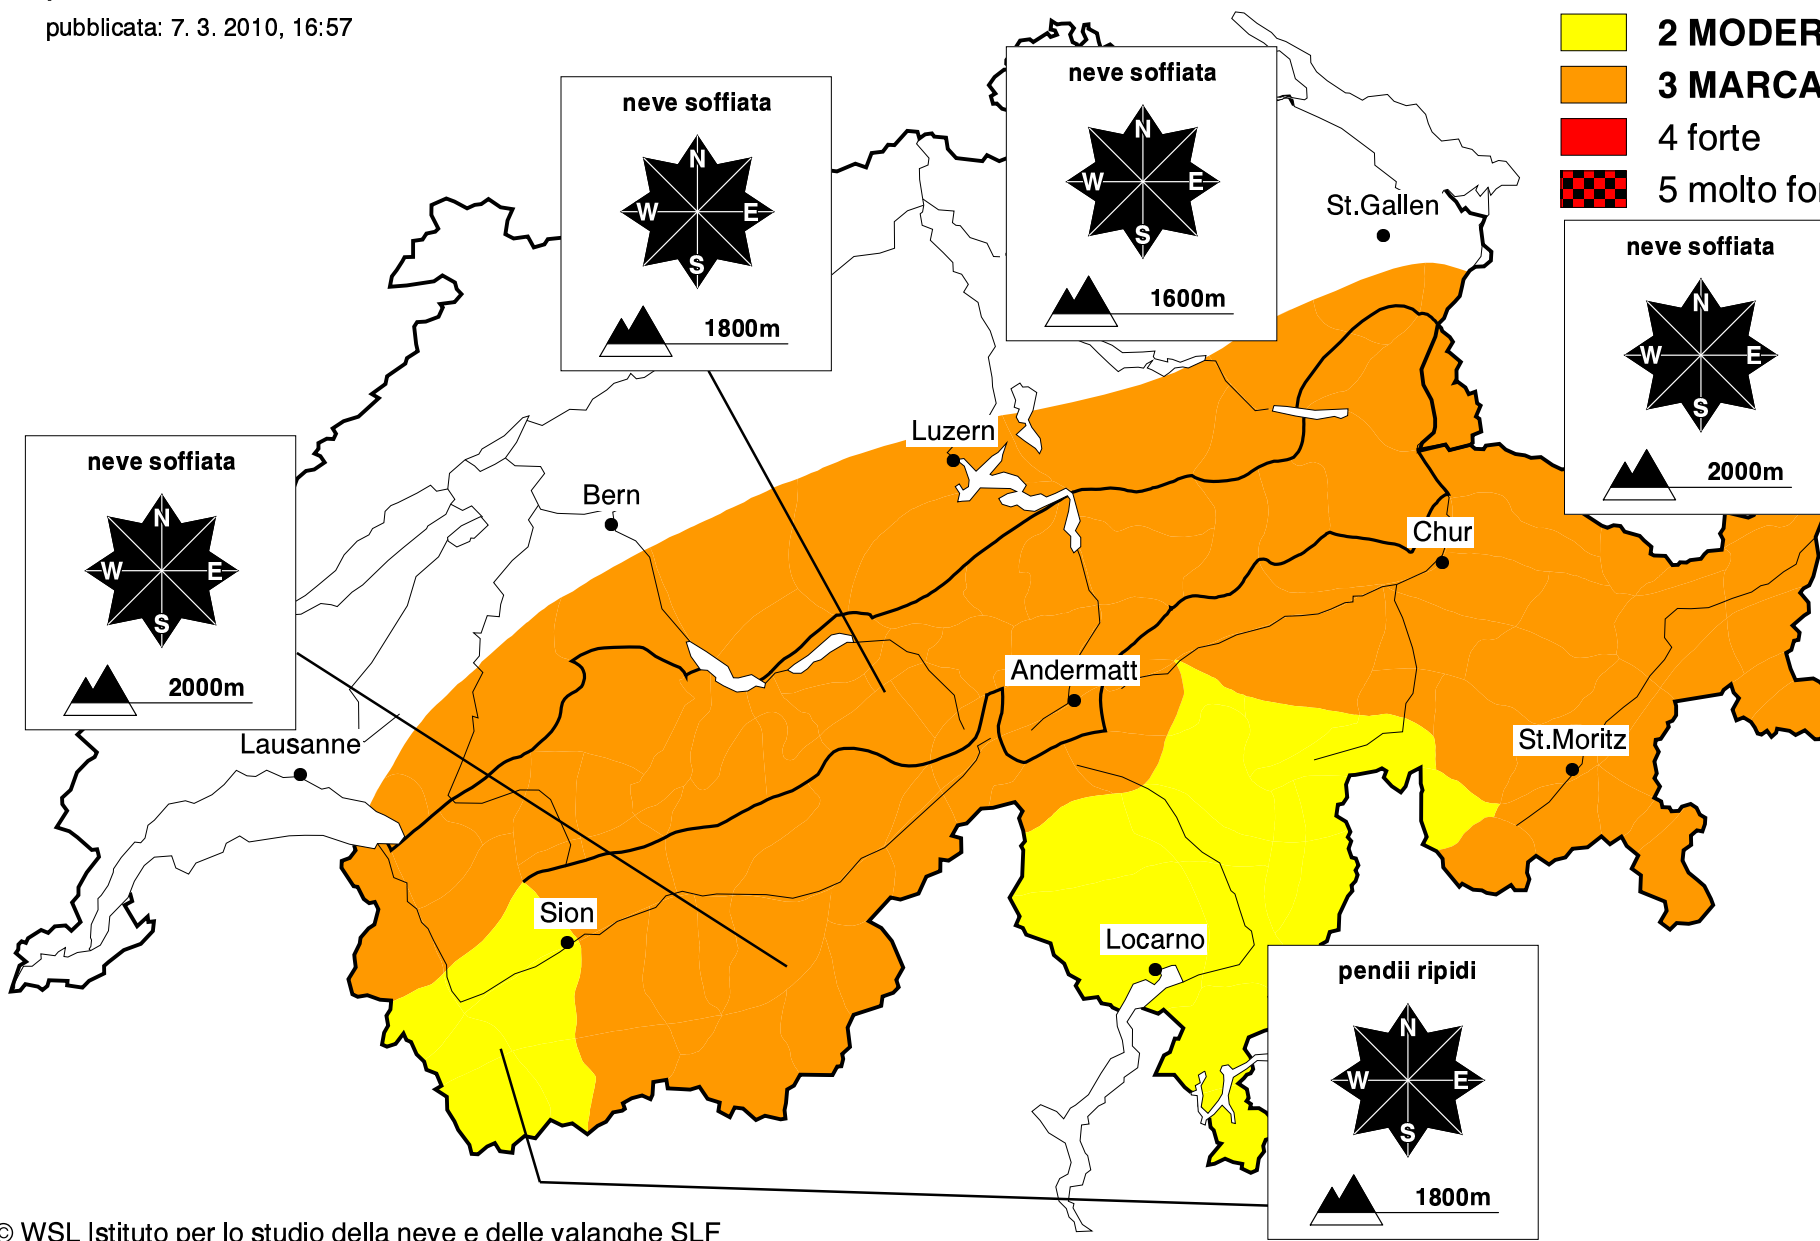 pubblicata: 7. 3. 2010, 16:57
2 MODER
3 MARCA
4 forte
5 molto for
neve soffiata
N
W E
S
1600m
neve soffiata
N
W E
S
1800m
St.Gallen
neve soffiata
N
W E
S
2000m
neve soffiata
N
W E
S
2000m
Luzern
Bern
Chur
Andermatt
Lausanne
St.Moritz
Sion
Locarno
pendii ripidi
N
W E
S
1800m
© WSL Istituto per lo studio della neve e delle valanghe SLF